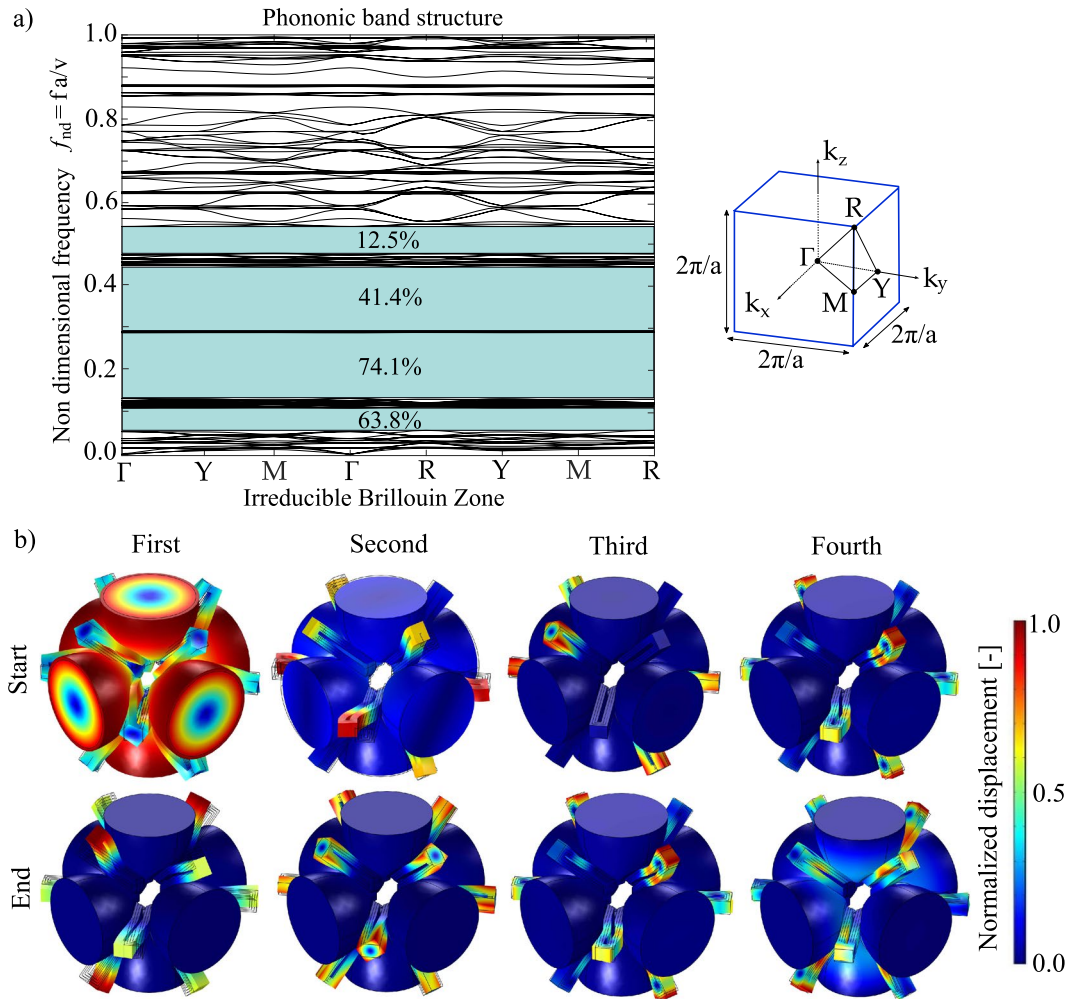 a)
Phononic band structure
Non dimensional frequency f_nd = f a/v
1.0
0.8
0.6
0.4
0.2
0.0
12.5%
41.4%
74.1%
63.8%
Γ Y M Γ R Y M R
Irreducible Brillouin Zone
k_z
R
Γ
Y
k_y
M
k_x
2π/a
2π/a
2π/a
b)
First Second Third Fourth
Start
End
Normalized displacement [-]
1.0
0.5
0.0